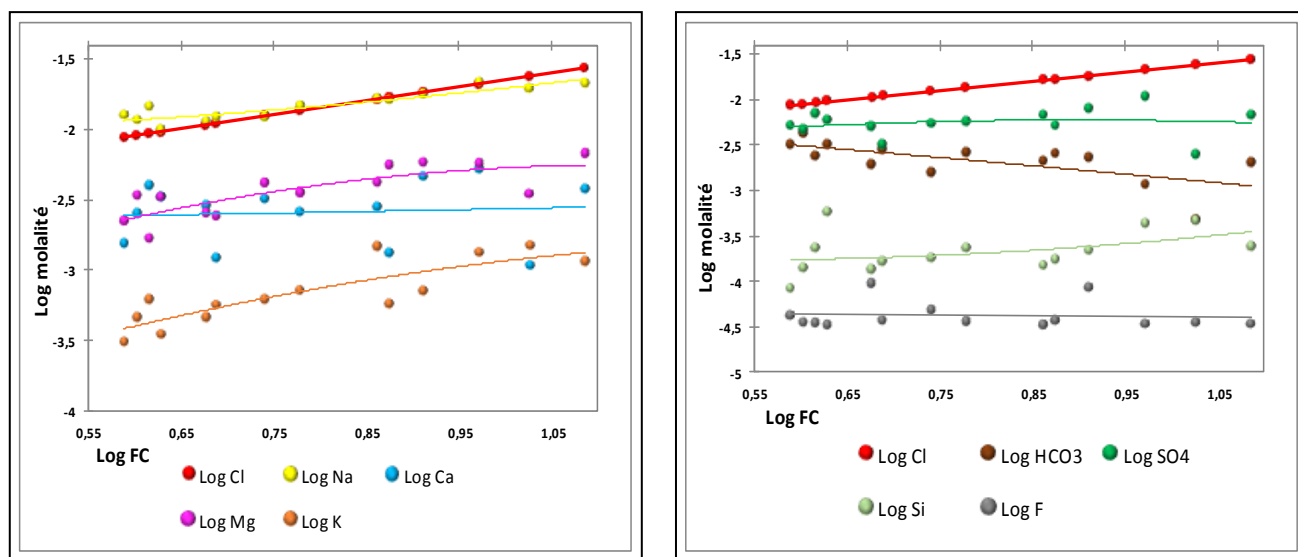 -1,5
-2
-2,5
-3
-3,5
-4
Log molalité
0,55 0,65 0,75 0,85 0,95 1,05
Log FC
Log Cl Log Na Log Ca
Log Mg Log K
-1,5
-2
-2,5
-3
-3,5
-4
-4,5
-5
Log molalité
0,55 0,65 0,75 0,85 0,95 1,05
Log FC
Log Cl Log HCO3 Log SO4
Log Si Log F